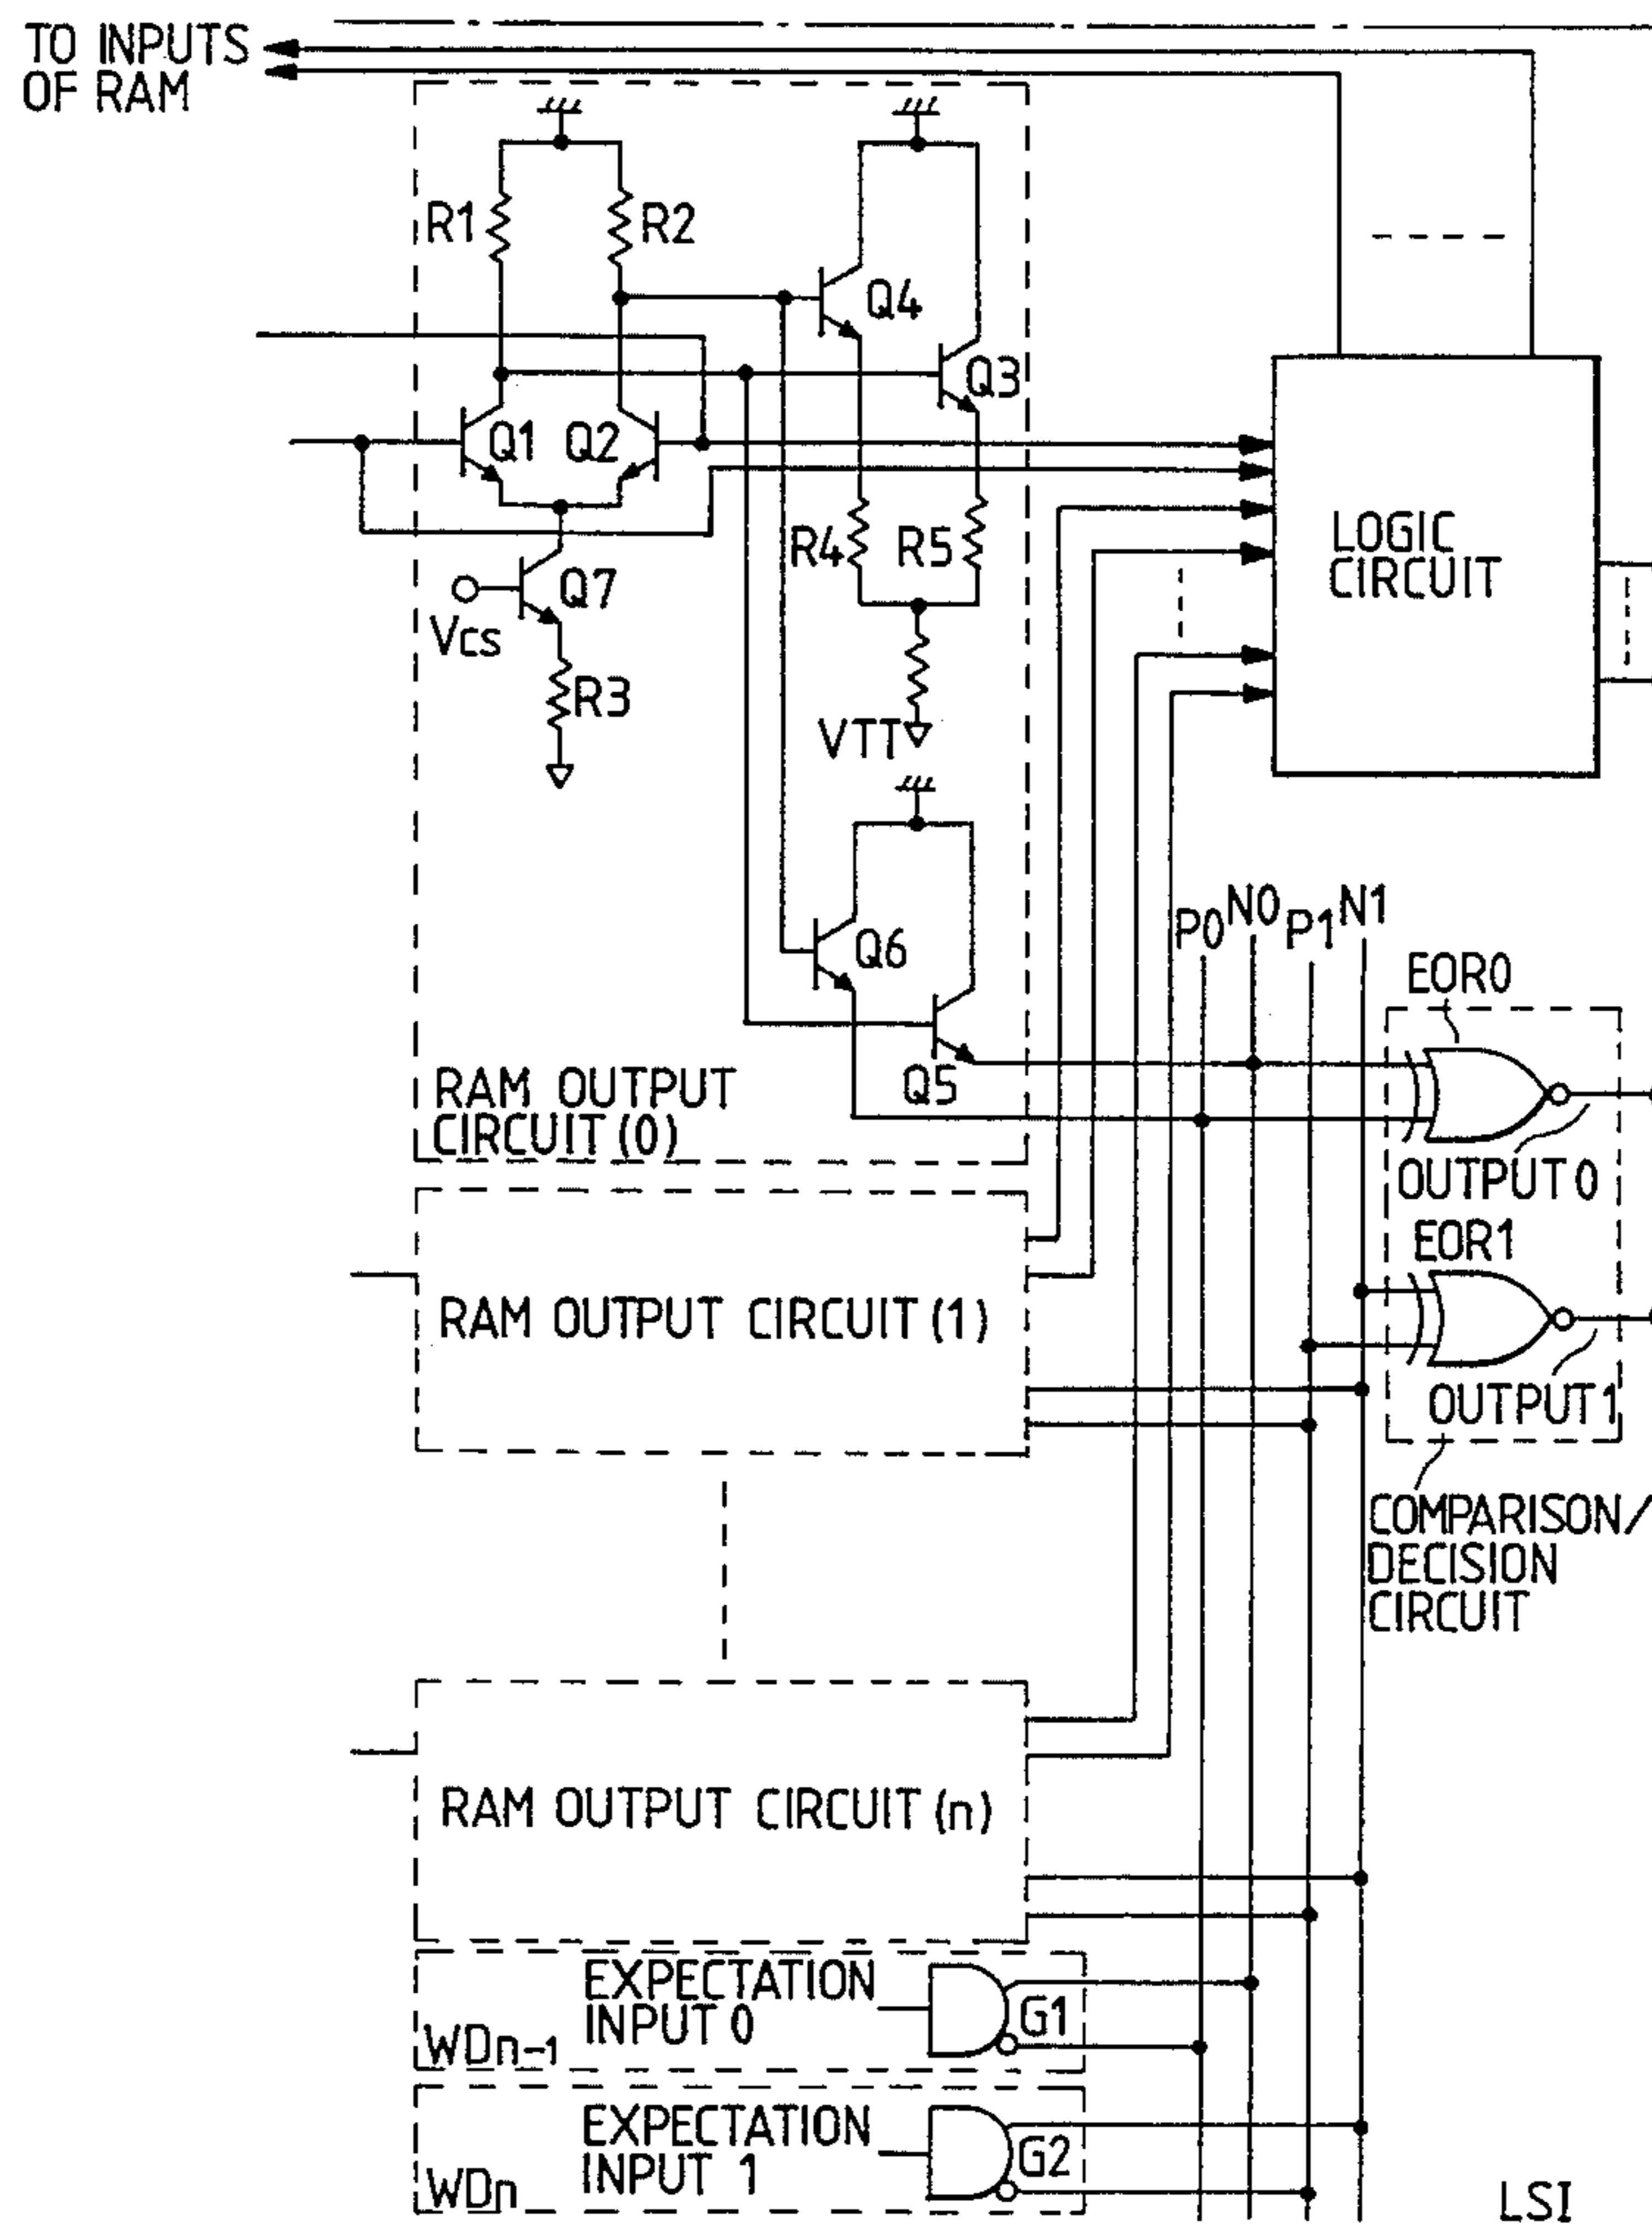 TO INPUTS
OF RAM
R1
R2
Q4
Q3
Q1
Q2
R4
R5
Q7
VCS
R3
VTT
LOGIC
CIRCUIT
P0
N0
P1
N1
Q6
EOR0
Q5
RAM OUTPUT
CIRCUIT (0)
OUTPUT 0
EOR1
RAM OUTPUT CIRCUIT (1)
OUTPUT 1
COMPARISON/
DECISION
CIRCUIT
RAM OUTPUT CIRCUIT (n)
EXPECTATION
INPUT 0
G1
WDn-1
EXPECTATION
INPUT 1
G2
WDn
LSI